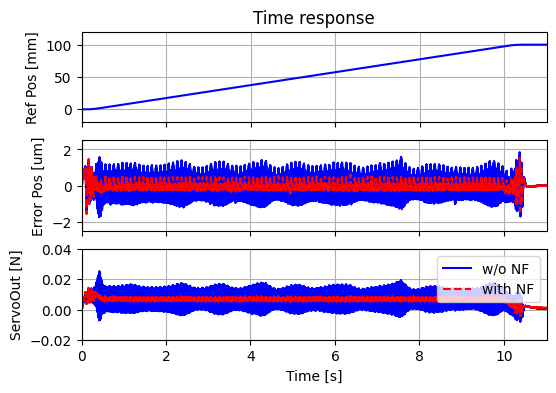 Time response
Ref Pos [mm]
100
50
0
Error Pos [um]
2
0
−2
ServoOut [N]
0.04
0.02
0.00
−0.02
w/o NF
with NF
0
2
4
6
8
10
Time [s]